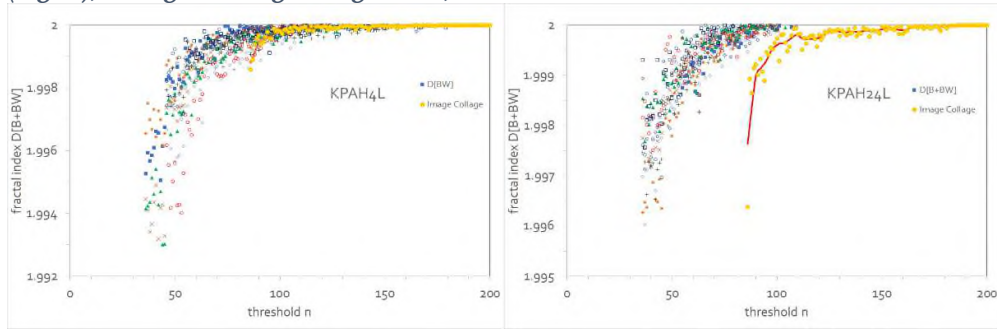 2
1.998
1.996
1.994
1.992
fractal index D[B+BW]
KPAH4L
D[BW]
Image Collage
0 50 100 150 200
threshold n
2
1.999
1.998
1.997
1.996
1.995
fractal index D[B+BW]
KPAH24L
D[B+BW]
Image Collage
0 50 100 150 200
threshold n